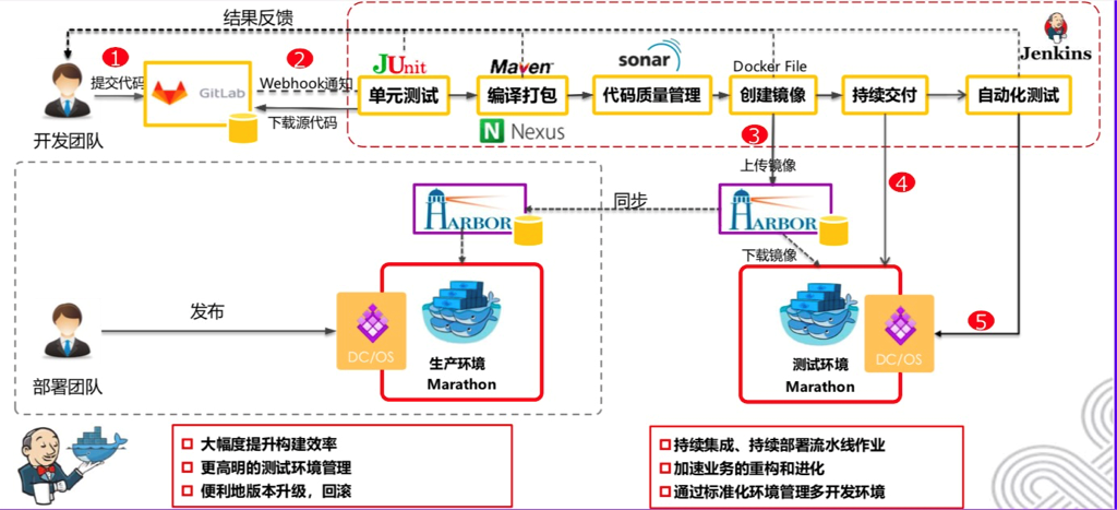 结果反馈
Jenkins
1
2
提交代码
GitLab
Webhook通知
下载源代码
开发团队
JUnit
单元测试
Maven
编译打包
Nexus
sonar
代码质量管理
Docker File
创建镜像
持续交付
自动化测试
3
上传镜像
4
HARBOR
同步
HARBOR
下载镜像
5
发布
部署团队
DC/OS
生产环境
Marathon
测试环境
Marathon
DC/OS
大幅度提升构建效率
更高明的测试环境管理
便利地版本升级，回滚
持续集成、持续部署流水线作业
加速业务的重构和进化
通过标准化环境管理多开发环境